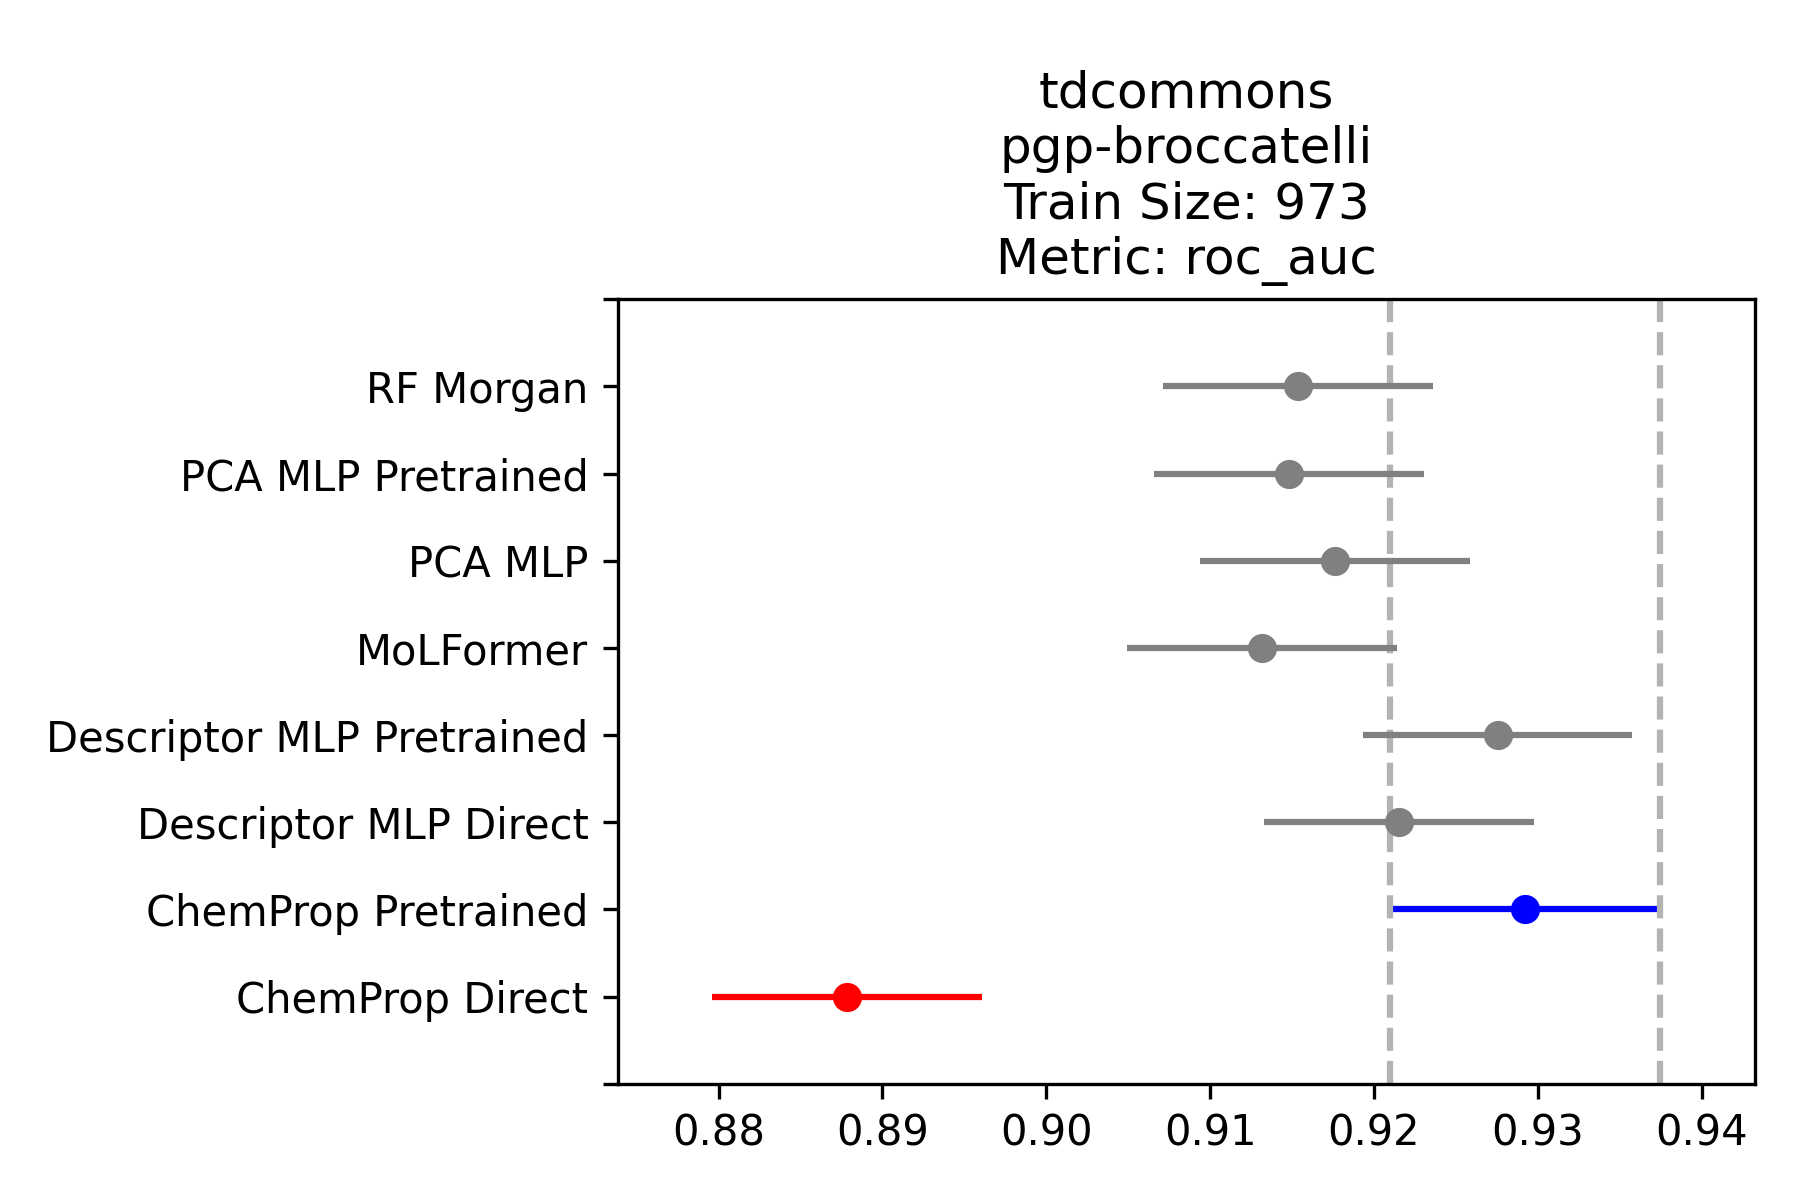 tdcommons
pgp-broccatelli
Train Size: 973
Metric: roc_auc
RF Morgan
PCA MLP Pretrained
PCA MLP
MoLFormer
Descriptor MLP Pretrained
Descriptor MLP Direct
ChemProp Pretrained
ChemProp Direct
0.88 0.89 0.90 0.91 0.92 0.93 0.94